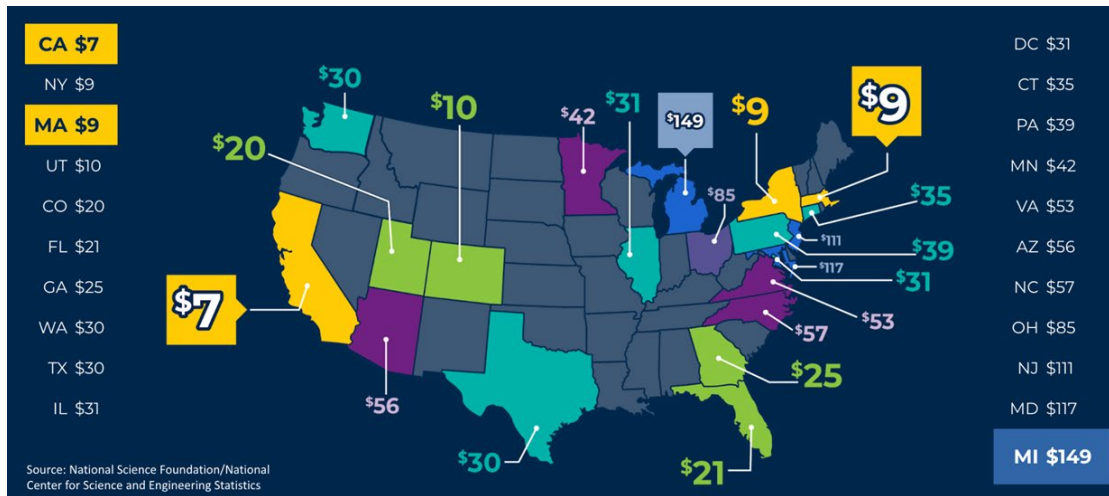 CA $7
NY $9
MA $9
UT $10
CO $20
FL $21
GA $25
WA $30
TX $30
IL $31
$30
$10
$20
$42
$31
$149
$9
$9
$85
$35
$111
$39
$117
$31
$7
$53
$57
$25
$56
$30
$21
DC $31
CT $35
PA $39
MN $42
VA $53
AZ $56
NC $57
OH $85
NJ $111
MD $117
MI $149
Source: National Science Foundation/National
Center for Science and Engineering Statistics